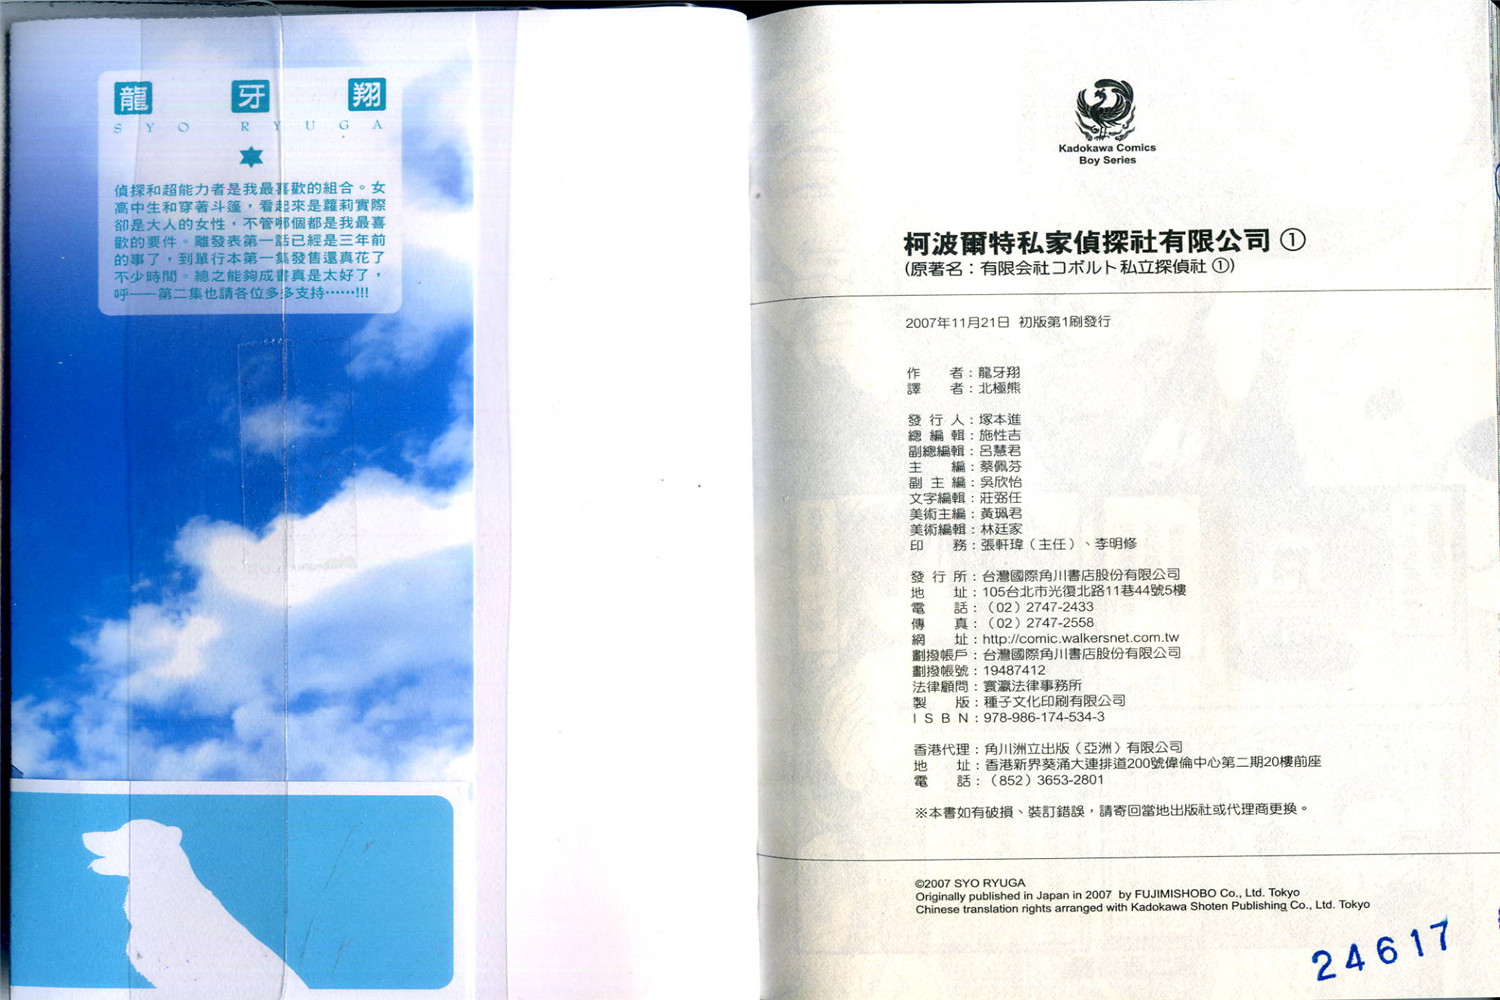 龍牙翔
SYO RYUGA
偵探和超能力者是我最喜歡的組合。女
高中生和穿著斗篷，看起來是蘿莉實際
卻是大人的女性，不管哪個都是我最喜
歡的要件。離發表第一話已經是三年前
的事了，到單行本第一集發售還真花了
不少時間。總之能夠成書真是太好了，
呼——第二集也請各位多多支持……!!!
Kadokawa Comics
Boy Series
柯波爾特私家偵探社有限公司 ①
(原著名：有限会社コボルト私立探偵社 ①)
2007年11月21日 初版第1刷發行
作 者：龍牙翔
譯 者：北極熊
發 行 人：塚本進
總 編 輯：施性吉
副總編輯：呂慧君
主 編：蔡佩芬
副 主 編：吳欣怡
文字編輯：莊弼任
美術主編：黃珮君
美術編輯：林廷家
印 務：張軒瑋（主任）、李明修
發 行 所：台灣國際角川書店股份有限公司
地 址：105台北市光復北路11巷44號5樓
電 話：（02）2747-2433
傳 真：（02）2747-2558
網 址：http://comic.walkersnet.com.tw
劃撥帳戶：台灣國際角川書店股份有限公司
劃撥帳號：19487412
法律顧問：寰瀛法律事務所
製 版：種子文化印刷有限公司
I S B N：978-986-174-534-3
香港代理：角川洲立出版（亞洲）有限公司
地 址：香港新界葵涌大連排道200號偉倫中心第二期20樓前座
電 話：（852）3653-2801
※本書如有破損、裝訂錯誤，請寄回當地出版社或代理商更換。
©2007 SYO RYUGA
Originally published in Japan in 2007 by FUJIMISHOBO Co., Ltd. Tokyo
Chinese translation rights arranged with Kadokawa Shoten Publishing Co., Ltd. Tokyo
24617